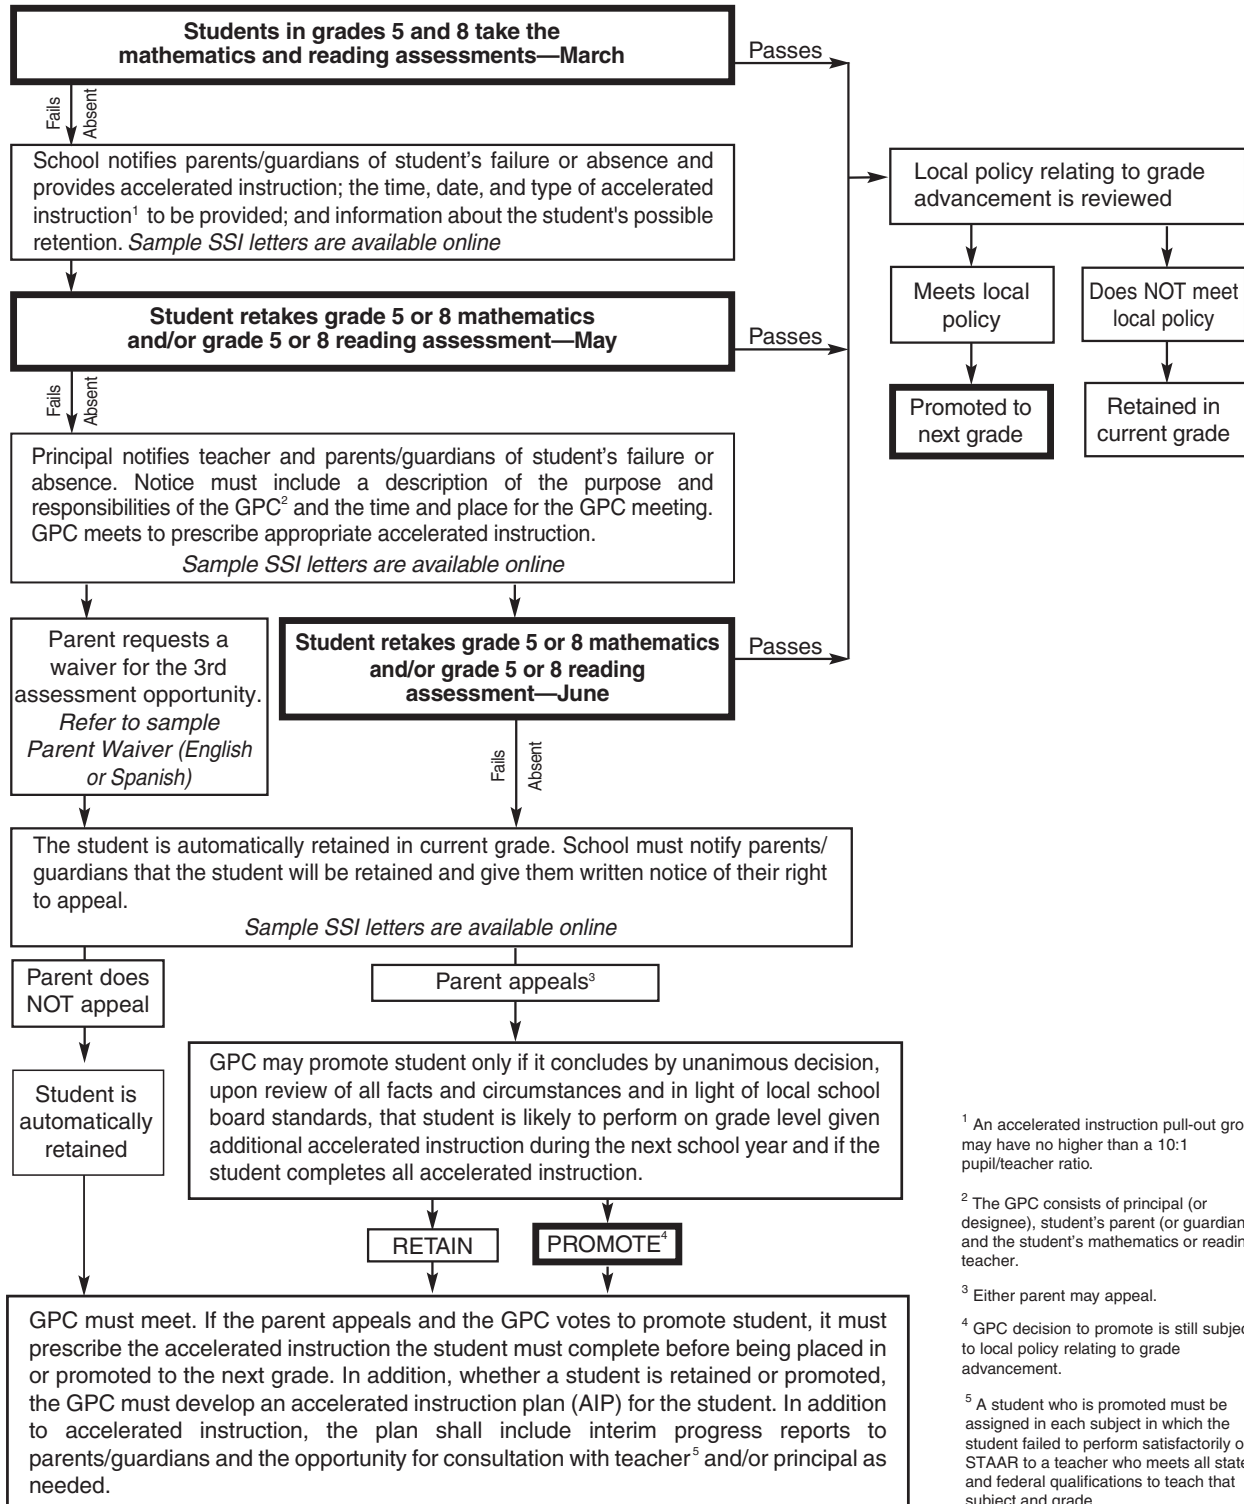 Students in grades 5 and 8 take the
mathematics and reading assessments—March
Passes
Fails
Absent
School notifies parents/guardians of student’s failure or absence and
provides accelerated instruction; the time, date, and type of accelerated
instruction1 to be provided; and information about the student's possible
retention. Sample SSI letters are available online
Local policy relating to grade
advancement is reviewed
Meets local
policy
Does NOT meet
local policy
Promoted to
next grade
Retained in
current grade
Student retakes grade 5 or 8 mathematics
and/or grade 5 or 8 reading assessment—May
Passes
Fails
Absent
Principal notifies teacher and parents/guardians of student’s failure or
absence. Notice must include a description of the purpose and
responsibilities of the GPC2 and the time and place for the GPC meeting.
GPC meets to prescribe appropriate accelerated instruction.
Sample SSI letters are available online
Parent requests a
waiver for the 3rd
assessment opportunity.
Refer to sample
Parent Waiver (English
or Spanish)
Student retakes grade 5 or 8 mathematics
and/or grade 5 or 8 reading
assessment—June
Passes
Fails
Absent
The student is automatically retained in current grade. School must notify parents/
guardians that the student will be retained and give them written notice of their right
to appeal.
Sample SSI letters are available online
Parent does
NOT appeal
Parent appeals3
Student is
automatically
retained
GPC may promote student only if it concludes by unanimous decision,
upon review of all facts and circumstances and in light of local school
board standards, that student is likely to perform on grade level given
additional accelerated instruction during the next school year and if the
student completes all accelerated instruction.
RETAIN
PROMOTE4
GPC must meet. If the parent appeals and the GPC votes to promote student, it must
prescribe the accelerated instruction the student must complete before being placed in
or promoted to the next grade. In addition, whether a student is retained or promoted,
the GPC must develop an accelerated instruction plan (AIP) for the student. In addition
to accelerated instruction, the plan shall include interim progress reports to
parents/guardians and the opportunity for consultation with teacher5 and/or principal as
needed.
1 An accelerated instruction pull-out gro
may have no higher than a 10:1
pupil/teacher ratio.
2 The GPC consists of principal (or
designee), student’s parent (or guardian
and the student’s mathematics or readin
teacher.
3 Either parent may appeal.
4 GPC decision to promote is still subjec
to local policy relating to grade
advancement.
5 A student who is promoted must be
assigned in each subject in which the
student failed to perform satisfactorily o
STAAR to a teacher who meets all state
and federal qualifications to teach that
subject and grade